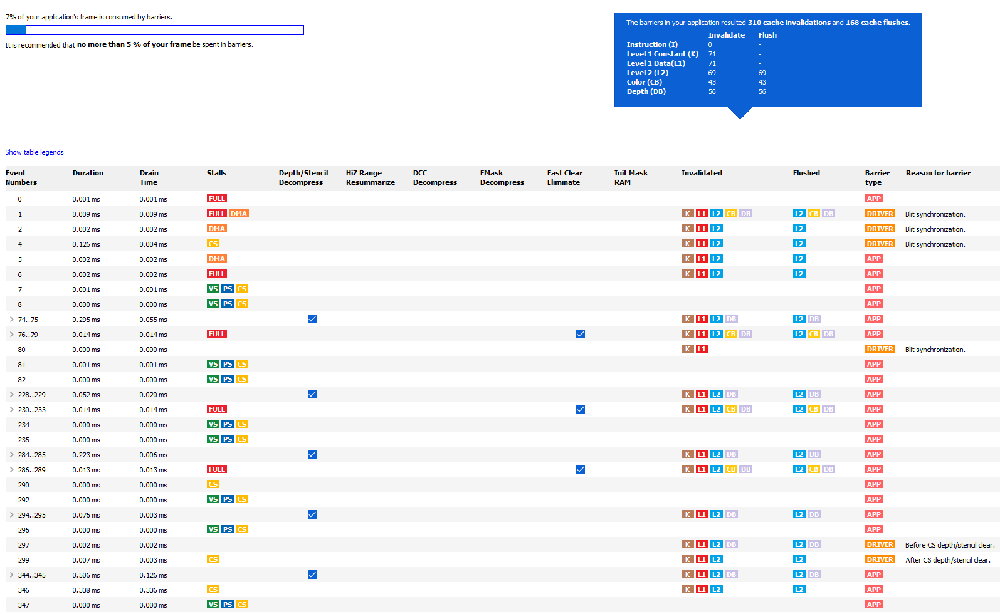 7% of your application's frame is consumed by barriers.
It is recommended that no more than 5 % of your frame be spent in barriers.
The barriers in your application resulted 310 cache invalidations and 168 cache flushes.
Invalidate Flush
Instruction (I) 0 -
Level 1 Constant (K) 71 -
Level 1 Data(L1) 71 -
Level 2 (L2) 69 69
Color (CB) 43 43
Depth (DB) 56 56
Show table legends
Event Numbers Duration Drain Time Stalls Depth/Stencil Decompress HiZ Range Resummarize DCC Decompress FMask Decompress Fast Clear Eliminate Init Mask RAM Invalidated Flushed Barrier type Reason for barrier
0 0.001 ms 0.001 ms FULL APP
1 0.009 ms 0.009 ms FULL DMA K L1 L2 CB DB L2 CB DB DRIVER Blit synchronization.
2 0.002 ms 0.002 ms DMA K L1 L2 L2 DRIVER Blit synchronization.
4 0.126 ms 0.004 ms CS K L1 L2 L2 DRIVER Blit synchronization.
5 0.002 ms 0.002 ms DMA K L1 L2 L2 APP
6 0.002 ms 0.002 ms FULL K L1 L2 L2 APP
7 0.001 ms 0.001 ms VS PS CS APP
8 0.000 ms 0.000 ms VS PS CS APP
74..75 0.295 ms 0.055 ms K L1 L2 DB L2 DB APP
76..79 0.014 ms 0.014 ms FULL K L1 L2 CB DB L2 CB DB APP
80 0.000 ms 0.000 ms K L1 DRIVER Blit synchronization.
81 0.001 ms 0.001 ms VS PS CS APP
82 0.000 ms 0.000 ms VS PS CS APP
228..229 0.052 ms 0.020 ms K L1 L2 DB L2 DB APP
230..233 0.014 ms 0.014 ms FULL K L1 L2 CB DB L2 CB DB APP
234 0.000 ms 0.000 ms VS PS CS APP
235 0.000 ms 0.000 ms VS PS CS APP
284..285 0.223 ms 0.006 ms K L1 L2 DB L2 DB APP
286..289 0.013 ms 0.013 ms FULL K L1 L2 CB DB L2 CB DB APP
290 0.000 ms 0.000 ms CS APP
292 0.000 ms 0.000 ms VS PS CS APP
294..295 0.076 ms 0.003 ms K L1 L2 DB L2 DB APP
296 0.000 ms 0.000 ms VS PS CS APP
297 0.002 ms 0.002 ms K L1 L2 DB L2 DB DRIVER Before CS depth/stencil clear.
299 0.007 ms 0.003 ms CS K L1 L2 L2 DRIVER After CS depth/stencil clear.
344..345 0.506 ms 0.126 ms K L1 L2 DB L2 DB APP
346 0.338 ms 0.336 ms CS K L1 L2 L2 APP
347 0.000 ms 0.000 ms VS PS CS APP